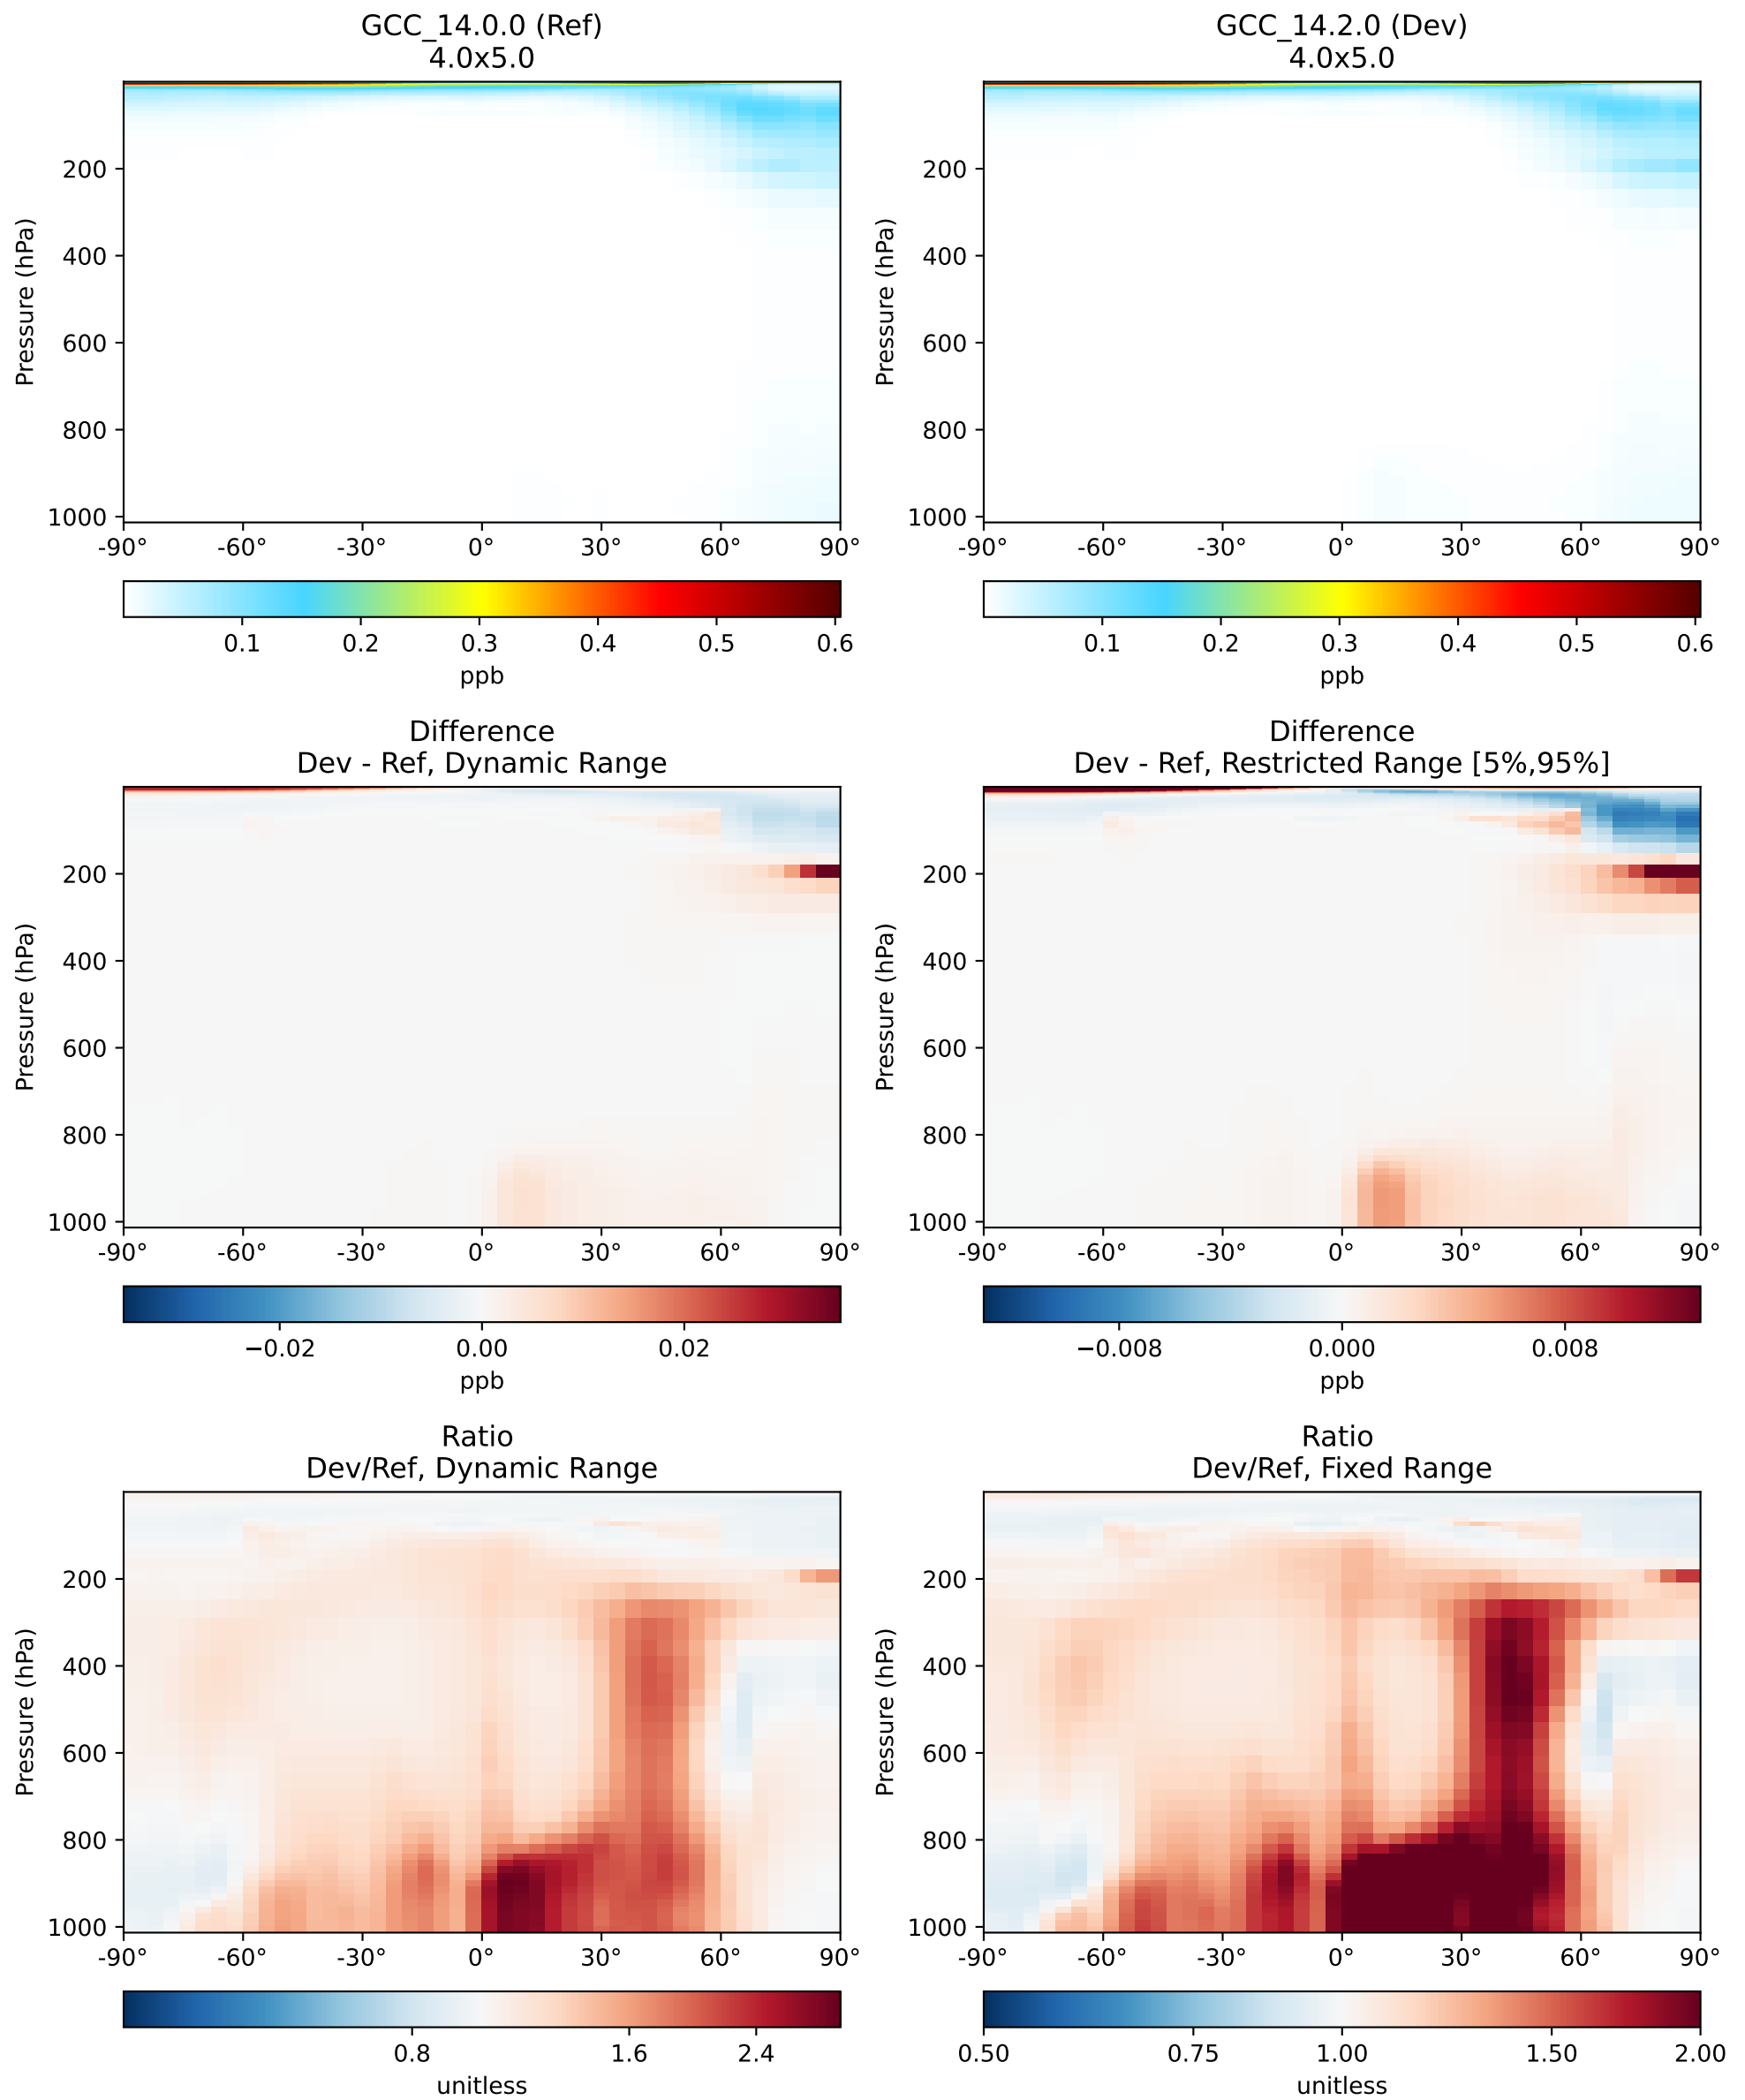 GCC_14.0.0 (Ref)
4.0x5.0
Pressure (hPa)
200
400
600
800
1000
-90° -60° -30° 0° 30° 60° 90°
0.1 0.2 0.3 0.4 0.5 0.6
ppb
GCC_14.2.0 (Dev)
4.0x5.0
Pressure (hPa)
200
400
600
800
1000
-90° -60° -30° 0° 30° 60° 90°
0.1 0.2 0.3 0.4 0.5 0.6
ppb
Difference
Dev - Ref, Dynamic Range
Pressure (hPa)
200
400
600
800
1000
-90° -60° -30° 0° 30° 60° 90°
−0.02 0.00 0.02
ppb
Difference
Dev - Ref, Restricted Range [5%,95%]
Pressure (hPa)
200
400
600
800
1000
-90° -60° -30° 0° 30° 60° 90°
−0.008 0.000 0.008
ppb
Ratio
Dev/Ref, Dynamic Range
Pressure (hPa)
200
400
600
800
1000
-90° -60° -30° 0° 30° 60° 90°
0.8 1.6 2.4
unitless
Ratio
Dev/Ref, Fixed Range
Pressure (hPa)
200
400
600
800
1000
-90° -60° -30° 0° 30° 60° 90°
0.50 0.75 1.00 1.50 2.00
unitless